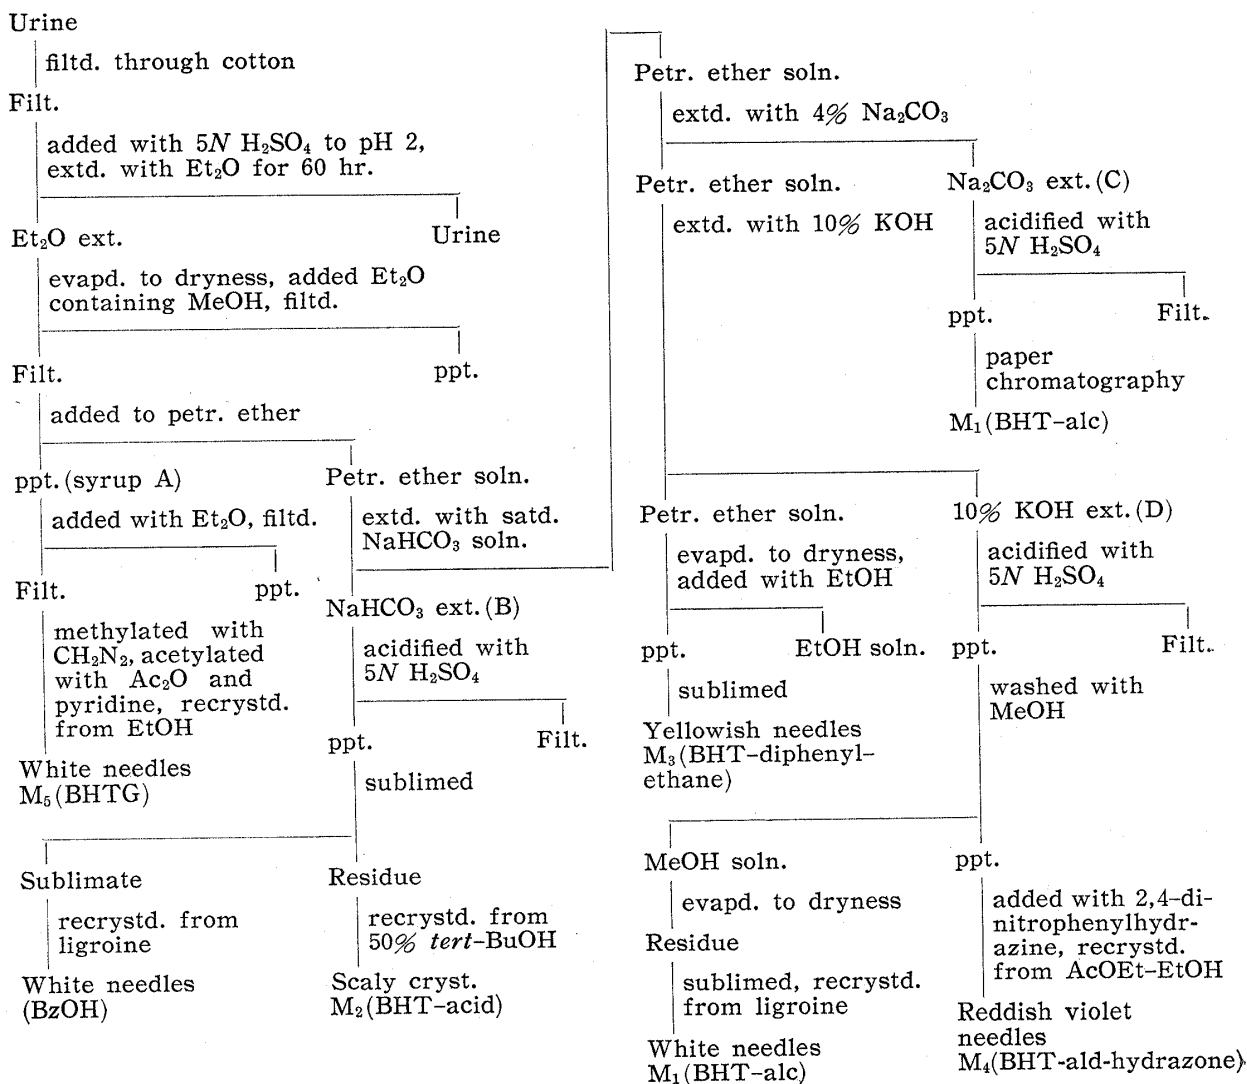 Urine
filtd. through cotton
Filt.
added with 5N H₂SO₄ to pH 2,
extd. with Et₂O for 60 hr.
Et₂O ext.
Urine
evapd. to dryness, added Et₂O
containing MeOH, filtd.
Filt.
ppt.
added to petr. ether
ppt. (syrup A)
Petr. ether soln.
added with Et₂O, filtd.
extd. with satd.
NaHCO₃ soln.
Filt.
ppt.
methylated with
CH₂N₂, acetylated
with Ac₂O and
pyridine, recrystd.
from EtOH
White needles
M₅(BHTG)
NaHCO₃ ext. (B)
acidified with
5N H₂SO₄
ppt.
Filt.
sublimed
Sublimate
Residue
recrystd. from
ligroine
recrystd. from
50% tert-BuOH
White needles
(BzOH)
Scaly cryst.
M₂(BHT-acid)
Petr. ether soln.
extd. with 4% Na₂CO₃
Petr. ether soln.
Na₂CO₃ ext. (C)
extd. with 10% KOH
acidified with
5N H₂SO₄
ppt.
Filt.
paper
chromatography
M₁(BHT-alc)
Petr. ether soln.
10% KOH ext. (D)
evapd. to dryness,
added with EtOH
acidified with
5N H₂SO₄
ppt.
EtOH soln.
ppt.
Filt.
sublimed
washed with
MeOH
Yellowish needles
M₃(BHT-diphenyl-
ethane)
MeOH soln.
ppt.
evapd. to dryness
added with 2,4-di-
nitrophenylhydr-
azine, recrystd.
from AcOEt-EtOH
Residue
sublimed, recrystd.
from ligroine
White needles
M₁(BHT-alc)
Reddish violet
needles
M₄(BHT-ald-hydrazone)